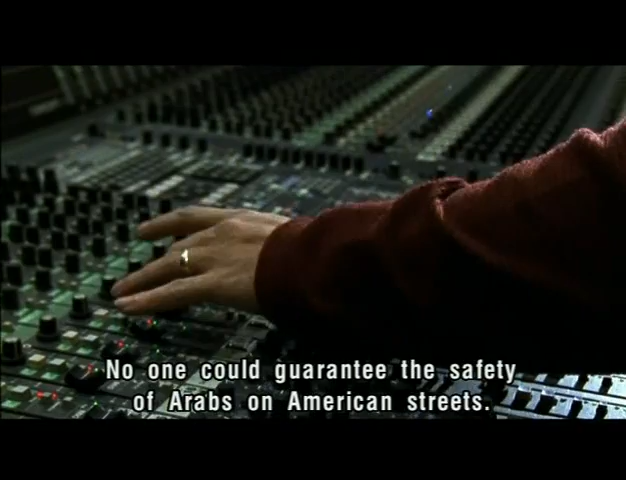 No one could guarantee the safety
of Arabs on American streets.